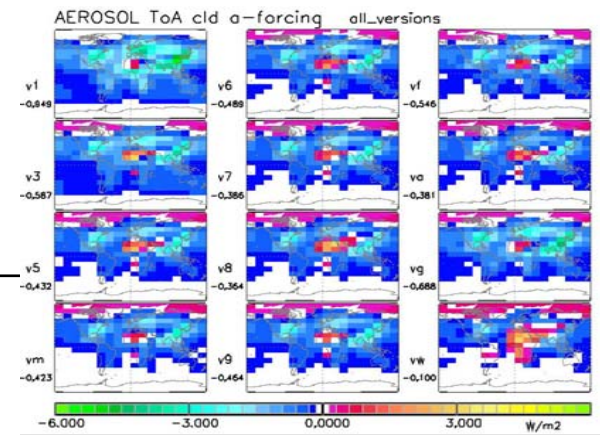 AEROSOL ToA cld a-forcing all_versions
v1 -0,849
v6 -0,489
vf -0,546
v3 -0,587
v7 -0,386
va -0,381
v5 -0,432
v8 -0,364
vg -0,688
vm -0,423
v9 -0,464
vw -0,100
-6.000 -3.000 0.0000 3.000 W/m2